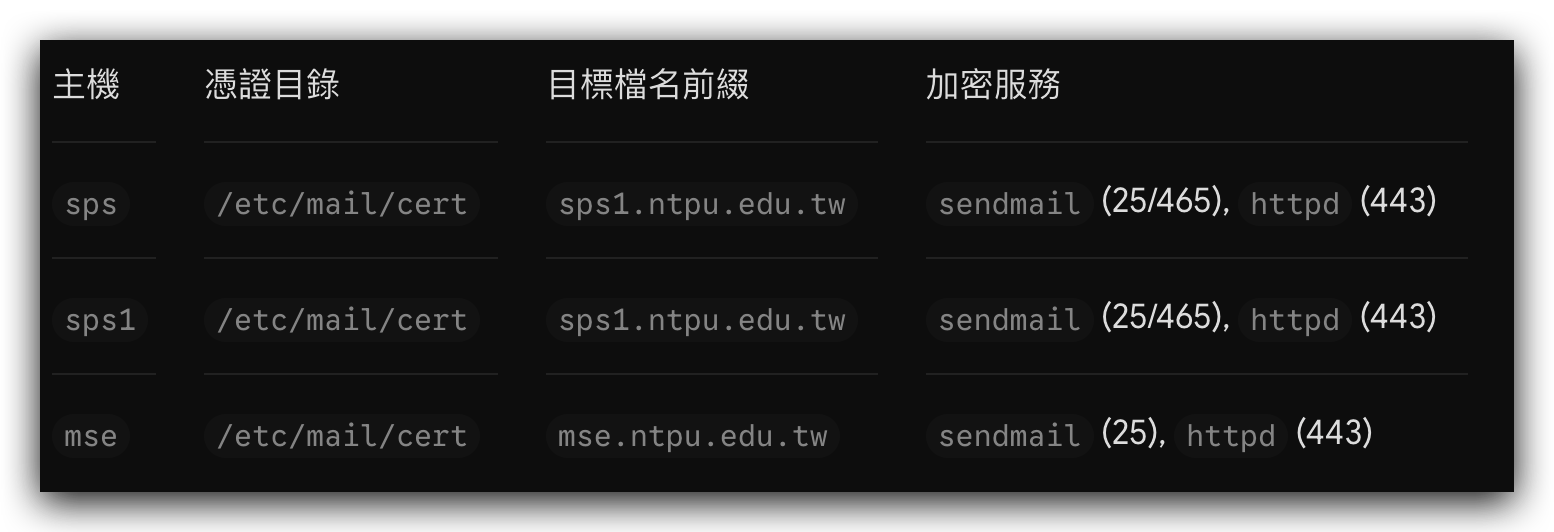 主機 憑證目錄 目標檔名前綴 加密服務
sps /etc/mail/cert sps1.ntpu.edu.tw sendmail (25/465), httpd (443)
sps1 /etc/mail/cert sps1.ntpu.edu.tw sendmail (25/465), httpd (443)
mse /etc/mail/cert mse.ntpu.edu.tw sendmail (25), httpd (443)